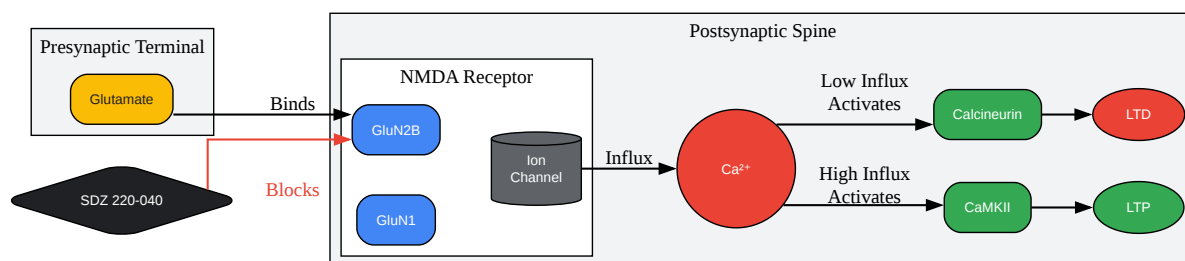 Postsynaptic Spine
Presynaptic Terminal
NMDA Receptor
Glutamate
Binds
GluN2B
Low Influx
Activates
Calcineurin
LTD
Ion
Channel
Influx
Ca²⁺
Blocks
SDZ 220-040
GluN1
High Influx
Activates
CaMKII
LTP